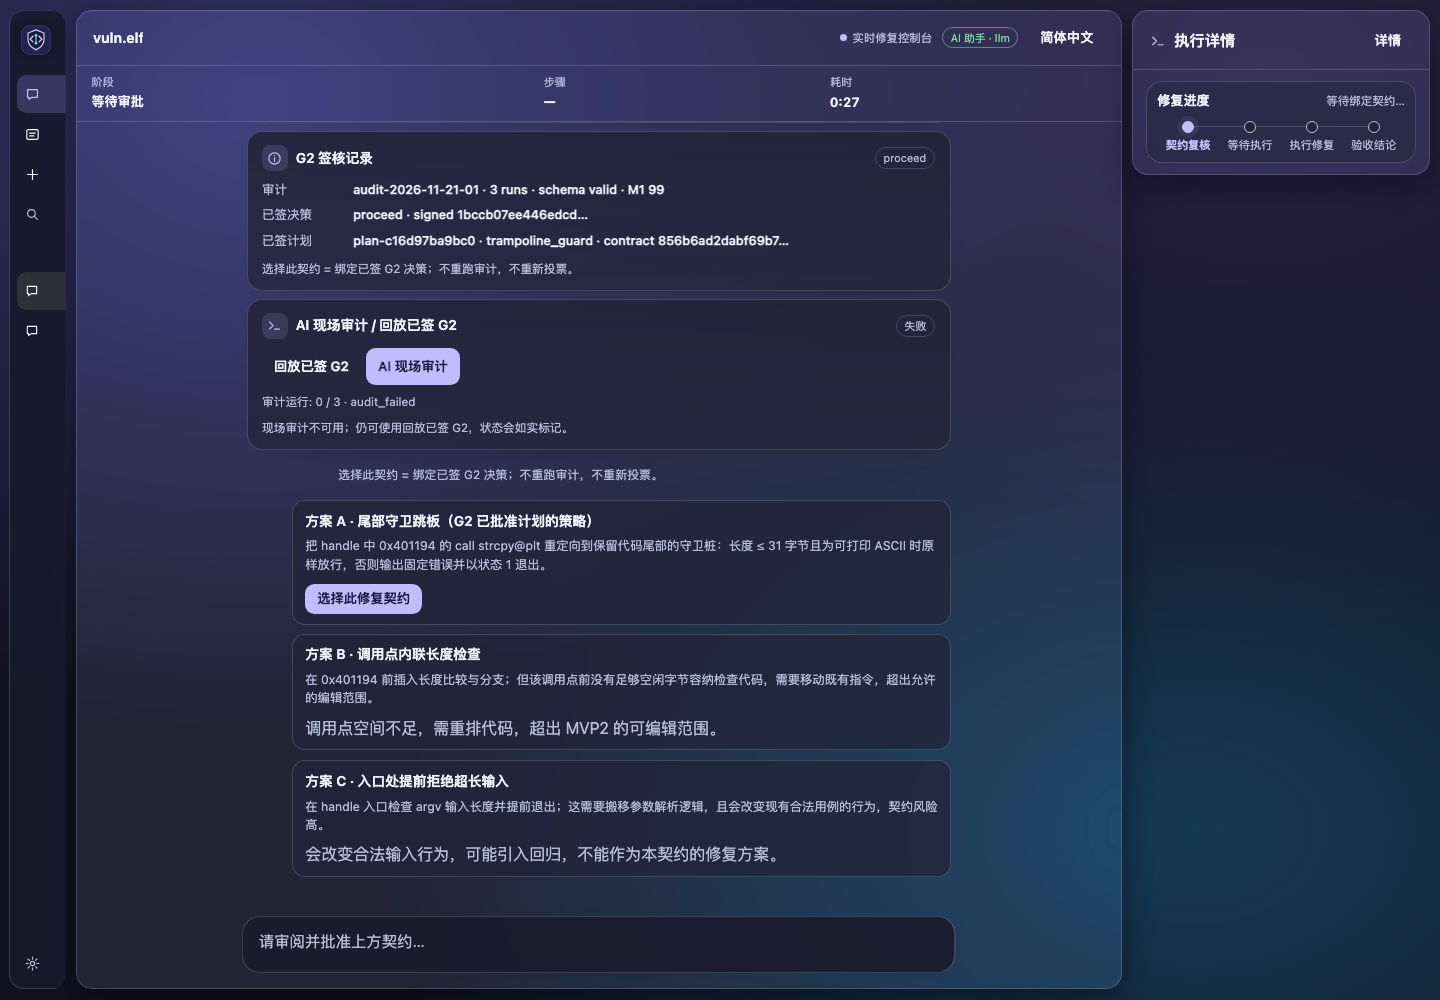 vuln.elf
实时修复控制台
AI 助手 · llm
简体中文
阶段
等待审批
步骤
—
耗时
0:27
G2 签核记录
proceed
审计 audit-2026-11-21-01 · 3 runs · schema valid · M1 99
已签决策 proceed · signed 1bccb07ee446edcd...
已签计划 plan-c16d97ba9bc0 · trampoline_guard · contract 856b6ad2dabf69b7...
选择此契约 = 绑定已签 G2 决策；不重跑审计，不重新投票。
AI 现场审计 / 回放已签 G2
失败
回放已签 G2
AI 现场审计
审计运行: 0 / 3 · audit_failed
现场审计不可用；仍可使用回放已签 G2，状态会如实标记。
选择此契约 = 绑定已签 G2 决策；不重跑审计，不重新投票。
方案 A · 尾部守卫跳板（G2 已批准计划的策略）
把 handle 中 0x401194 的 call strcpy@plt 重定向到保留代码尾部的守卫桩：长度 ≤ 31 字节且为可打印 ASCII 时原
样放行，否则输出固定错误并以状态 1 退出。
选择此修复契约
方案 B · 调用点内联长度检查
在 0x401194 前插入长度比较与分支；但该调用点前没有足够空闲字节容纳检查代码，需要移动既有指令，超出允许
的编辑范围。
调用点空间不足，需重排代码，超出 MVP2 的可编辑范围。
方案 C · 入口处提前拒绝超长输入
在 handle 入口检查 argv 输入长度并提前退出；这需要搬移参数解析逻辑，且会改变现有合法用例的行为，契约风险
高。
会改变合法输入行为，可能引入回归，不能作为本契约的修复方案。
请审阅并批准上方契约...
执行详情
详情
修复进度
等待绑定契约...
契约复核
等待执行
执行修复
验收结论